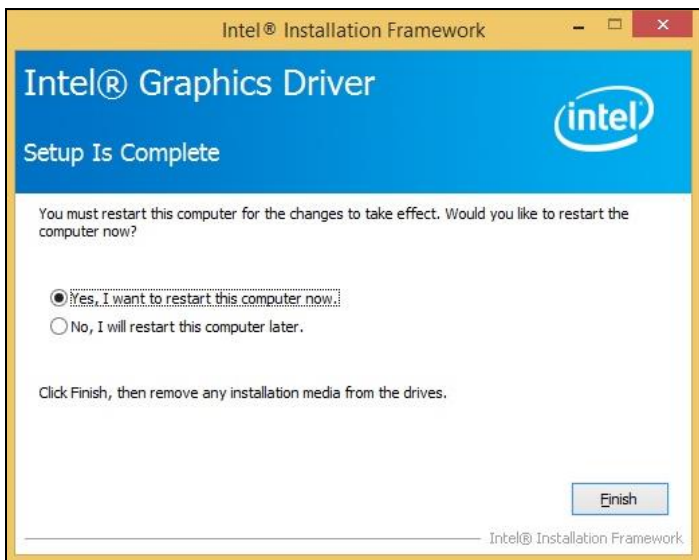 Intel® Installation Framework
Intel® Graphics Driver
intel
Setup Is Complete
You must restart this computer for the changes to take effect. Would you like to restart the
computer now?
Yes, I want to restart this computer now.
No, I will restart this computer later.
Click Finish, then remove any installation media from the drives.
Finish
Intel® Installation Framework